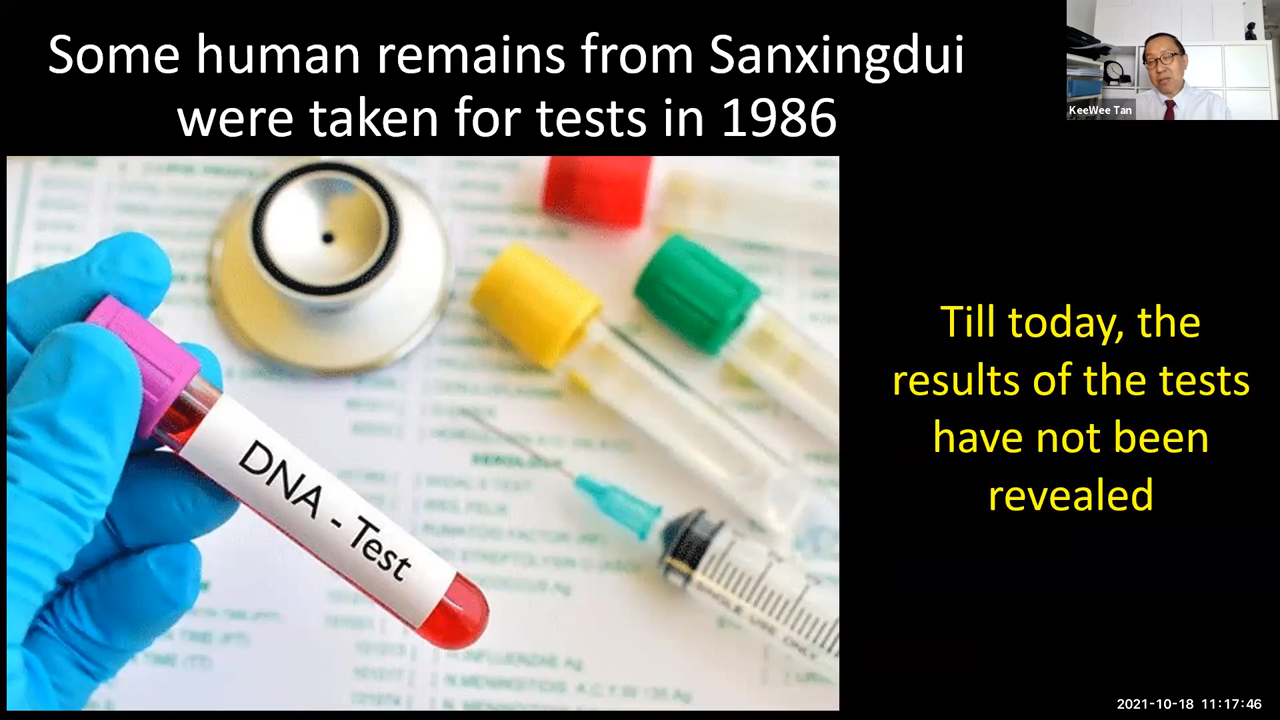 Some human remains from Sanxingdui
were taken for tests in 1986
KeeWee Tan
DNA - Test
Till today, the
results of the tests
have not been
revealed
2021-10-18 11:17:46